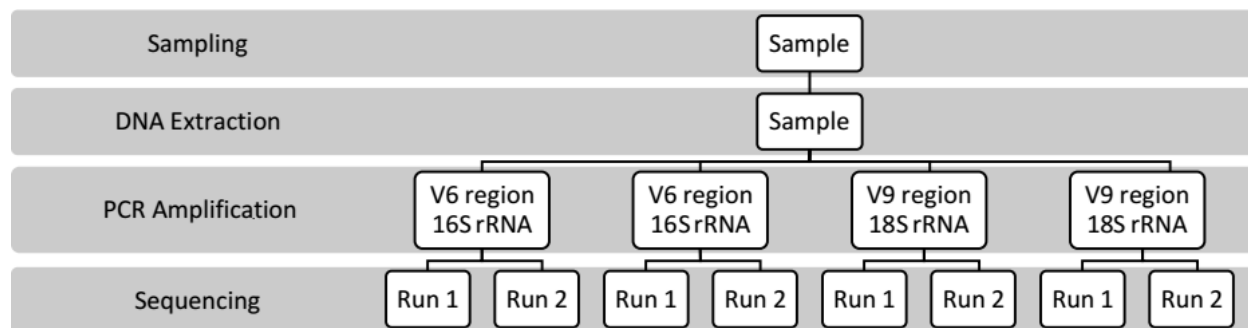 Sampling
Sample
DNA Extraction
Sample
PCR Amplification
V6 region
16S rRNA
V6 region
16S rRNA
V9 region
18S rRNA
V9 region
18S rRNA
Sequencing
Run 1
Run 2
Run 1
Run 2
Run 1
Run 2
Run 1
Run 2